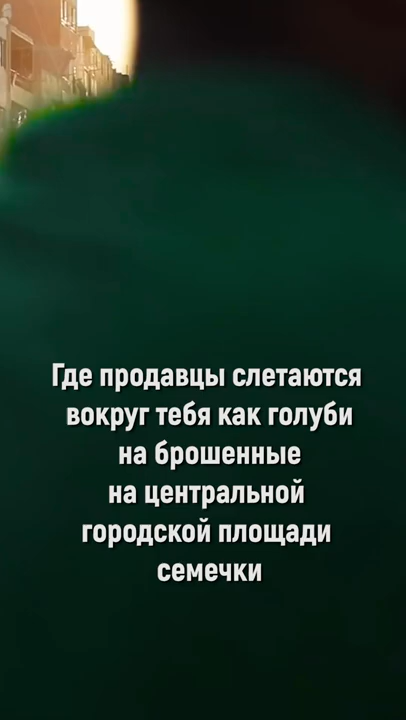 Где продавцы слетаются
вокруг тебя как голуби
на брошенные
на центральной
городской площади
семечки